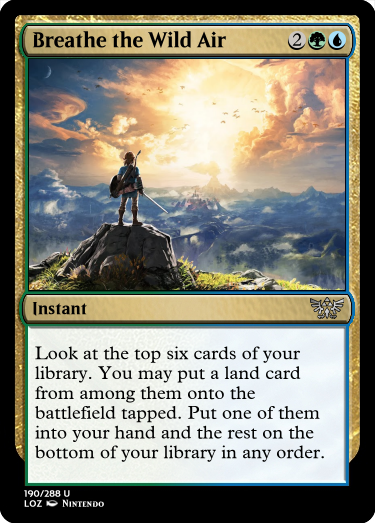 Breathe the Wild Air 2
Instant
Look at the top six cards of your
library. You may put a land card
from among them onto the
battlefield tapped. Put one of them
into your hand and the rest on the
bottom of your library in any order.
190/288 U
LOZ Nintendo